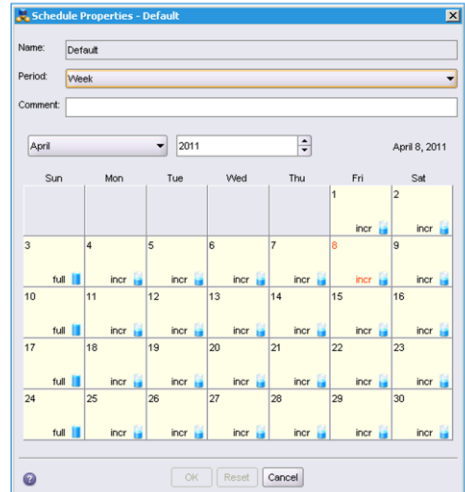 Schedule Properties - Default
Name: Default
Period: Week
Comment:
April 2011 April 8, 2011
Sun Mon Tue Wed Thu Fri Sat
1 2
incr incr
3 4 5 6 7 8 9
full incr incr incr incr incr incr
10 11 12 13 14 15 16
full incr incr incr incr incr incr
17 18 19 20 21 22 23
full incr incr incr incr incr incr
24 25 26 27 28 29 30
full incr incr incr incr incr incr
? OK Reset Cancel